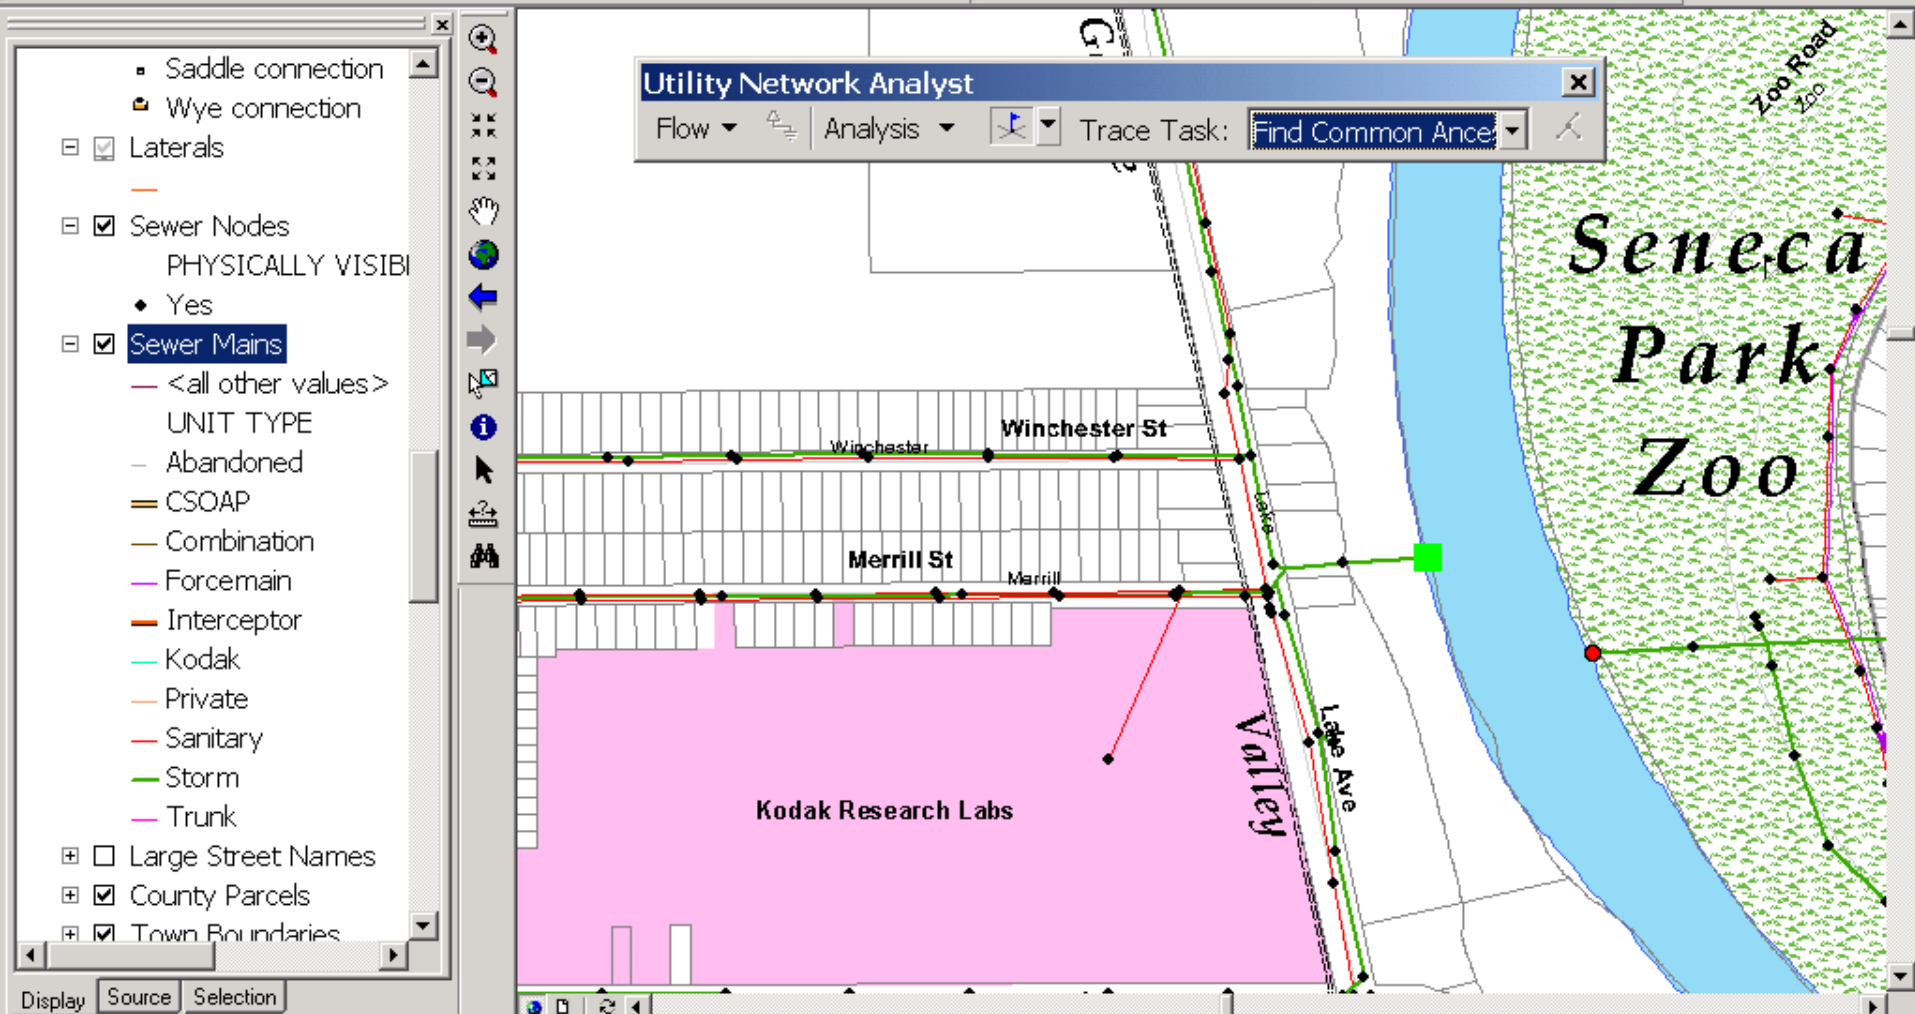 Saddle connection
Wye connection
Laterals
Sewer Nodes
PHYSICALLY VISIBI
Yes
Sewer Mains
<all other values>
UNIT TYPE
Abandoned
CSOAP
Combination
Forcemain
Interceptor
Kodak
Private
Sanitary
Storm
Trunk
Large Street Names
County Parcels
Town Boundaries
Display
Source
Selection
Utility Network Analyst
Flow
Analysis
Trace Task:
Find Common Ance
Zoo Road
Zoo
Seneca
Park
Zoo
Winchester St
Winchester
Lake
Merrill St
Merrill
Lake Ave
Valley
Kodak Research Labs